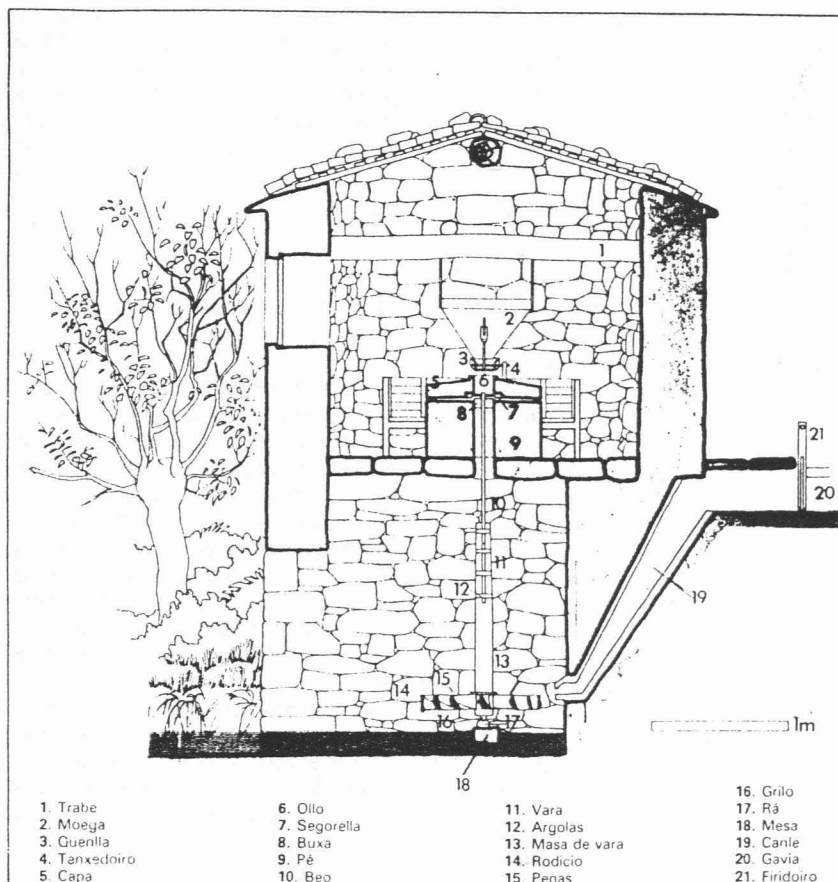 1
2
3
4
5
6
8
7
9
10
11
12
13
14
15
16
17
18
19
20
21
1m
1. Trabe
2. Moega
3. Quenlla
4. Tanxedoiro
5. Capa
6. Ollo
7. Segorella
8. Buxa
9. Pé
10. Beo
11. Vara
12. Argolas
13. Masa de vara
14. Rodicio
15. Penas
16. Grilo
17. Rá
18. Mesa
19. Canle
20. Gavia
21. Firidoiro